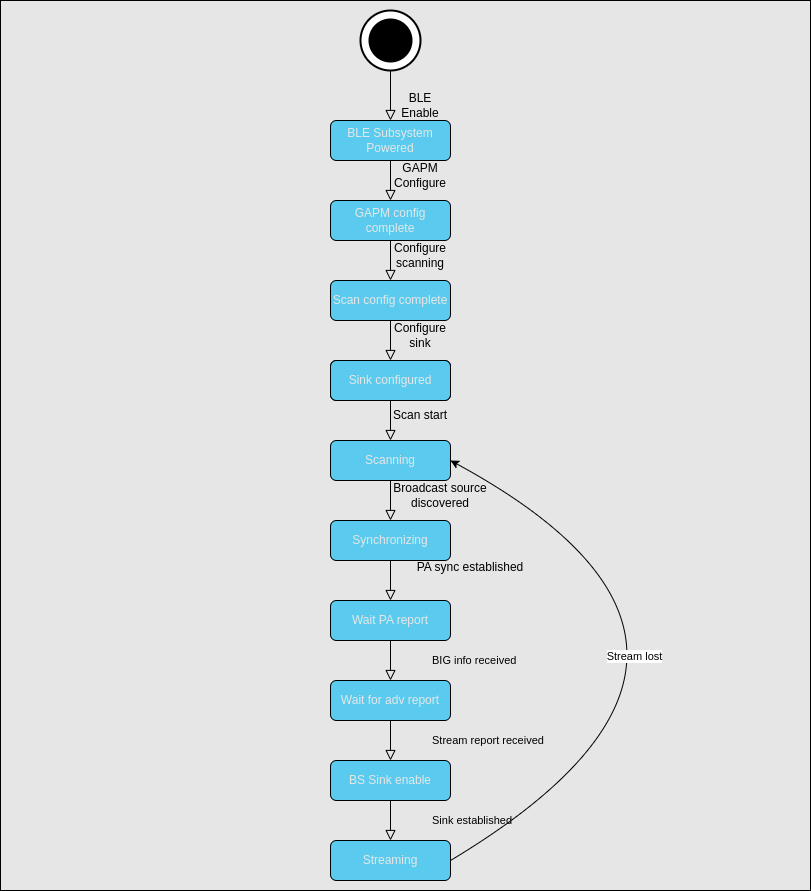 BLE
Enable
BLE Subsystem
Powered
GAPM
Configure
GAPM config
complete
Configure
scanning
Scan config complete
Configure
sink
Sink configured
Scan start
Scanning
Broadcast source
discovered
Synchronizing
PA sync established
Wait PA report
Stream lost
BIG info received
Wait for adv report
Stream report received
BS Sink enable
Sink established
Streaming